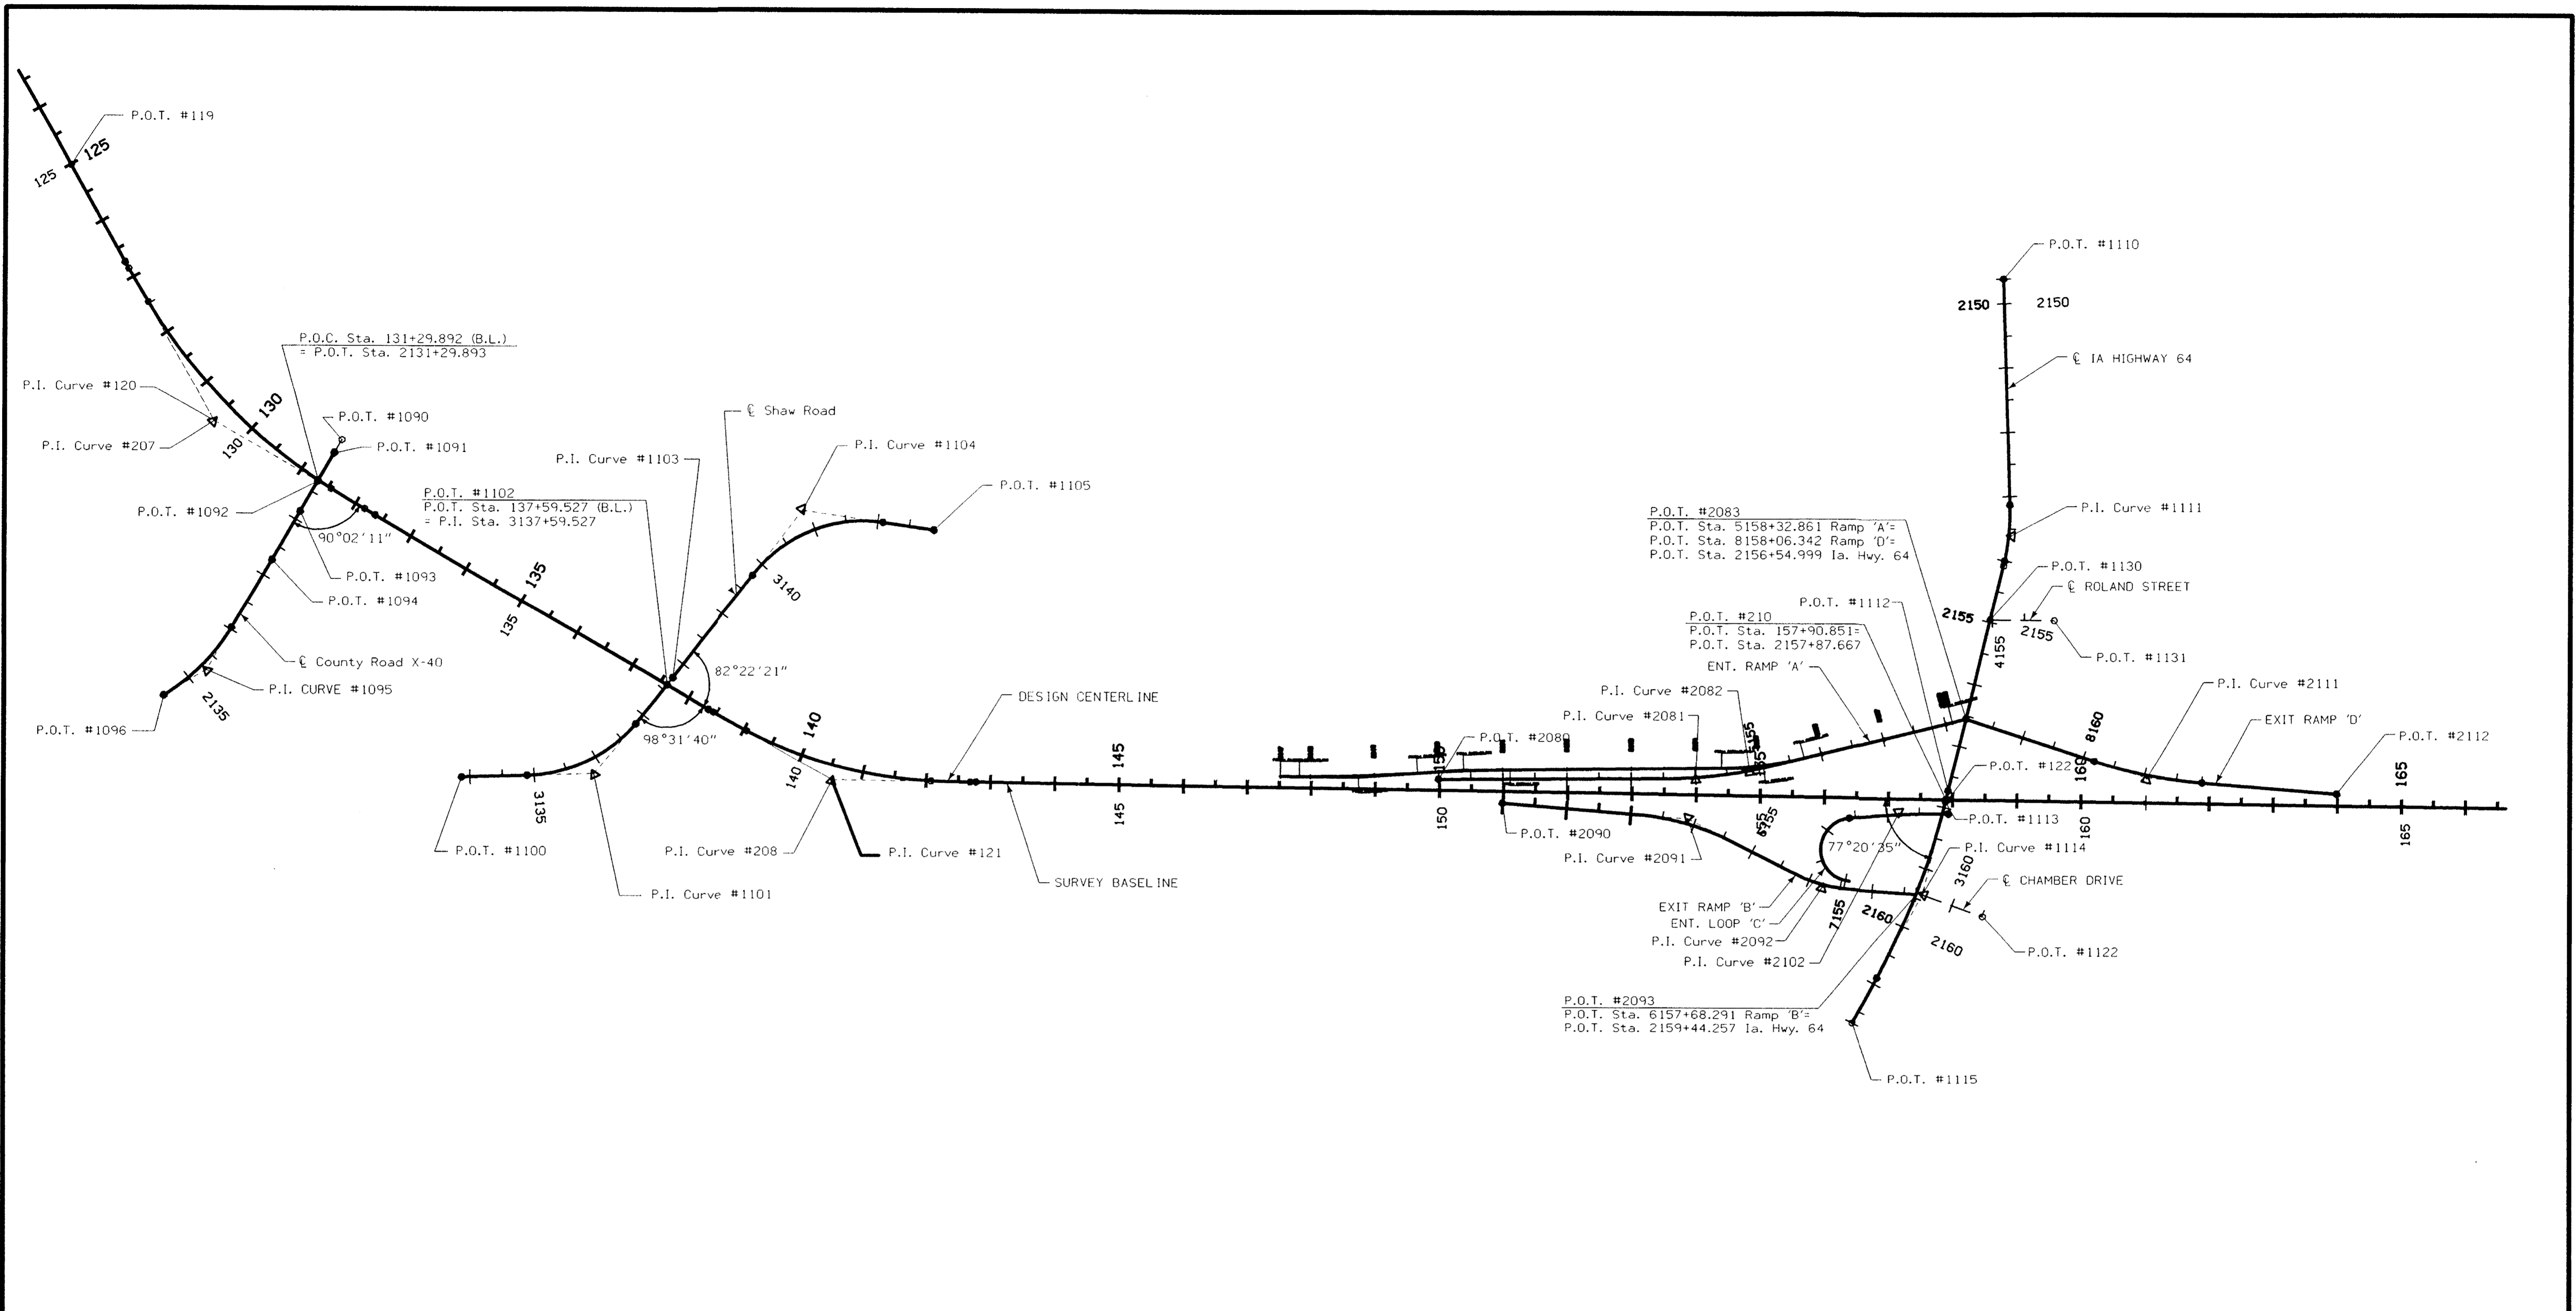 P.O.T. #119
125
125
P.O.C. Sta. 131+29.892 (B.L.)
= P.O.T. Sta. 2131+29.893
P.I. Curve #120
P.I. Curve #207
130
130
P.O.T. #1090
P.O.T. #1091
P.O.T. #1092
90°02'11"
P.O.T. #1093
P.O.T. #1094
℄ County Road X-40
P.I. CURVE #1095
2135
P.O.T. #1096
℄ Shaw Road
P.I. Curve #1104
P.I. Curve #1103
P.O.T. #1105
P.O.T. #1102
P.O.T. Sta. 137+59.527 (B.L.)
= P.I. Sta. 3137+59.527
135
135
3140
82°22'21"
98°31'40"
140
140
DESIGN CENTERLINE
145
145
3135
P.O.T. #1100
P.I. Curve #208
P.I. Curve #121
P.I. Curve #1101
SURVEY BASELINE
P.O.T. #1110
2150
2150
℄ IA HIGHWAY 64
P.I. Curve #1111
P.O.T. #2083
P.O.T. Sta. 5158+32.861 Ramp 'A'=
P.O.T. Sta. 8158+06.342 Ramp 'D'=
P.O.T. Sta. 2156+54.999 Ia. Hwy. 64
P.O.T. #1130
℄ ROLAND STREET
2155
2155
4155
P.O.T. #1131
P.O.T. #1112
P.O.T. #210
P.O.T. Sta. 157+90.851=
P.O.T. Sta. 2157+87.667
ENT. RAMP 'A'
P.I. Curve #2082
P.I. Curve #2081
P.O.T. #2080
5155
155
150
150
P.I. Curve #2111
EXIT RAMP 'D'
8160
P.O.T. #2112
P.O.T. #122
160
165
P.O.T. #2090
155
6155
P.I. Curve #2091
77°20'35"
P.O.T. #1113
P.I. Curve #1114
160
165
3160
℄ CHAMBER DRIVE
EXIT RAMP 'B'
ENT. LOOP 'C'
P.I. Curve #2092
P.I. Curve #2102
7155
2160
2160
P.O.T. #1122
P.O.T. #2093
P.O.T. Sta. 6157+68.291 Ramp 'B'=
P.O.T. Sta. 2159+44.257 Ia. Hwy. 64
P.O.T. #1115